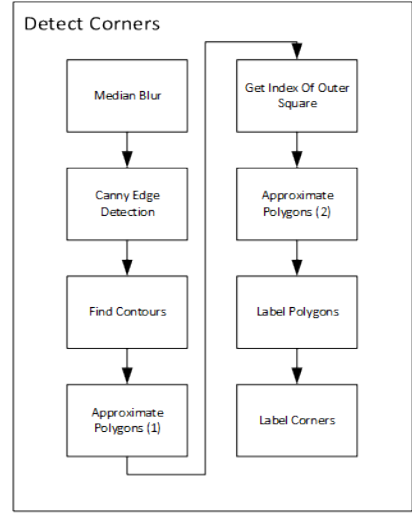 Detect Corners
Median Blur
Canny Edge
Detection
Find Contours
Approximate
Polygons (1)
Get Index Of Outer
Square
Approximate
Polygons (2)
Label Polygons
Label Corners